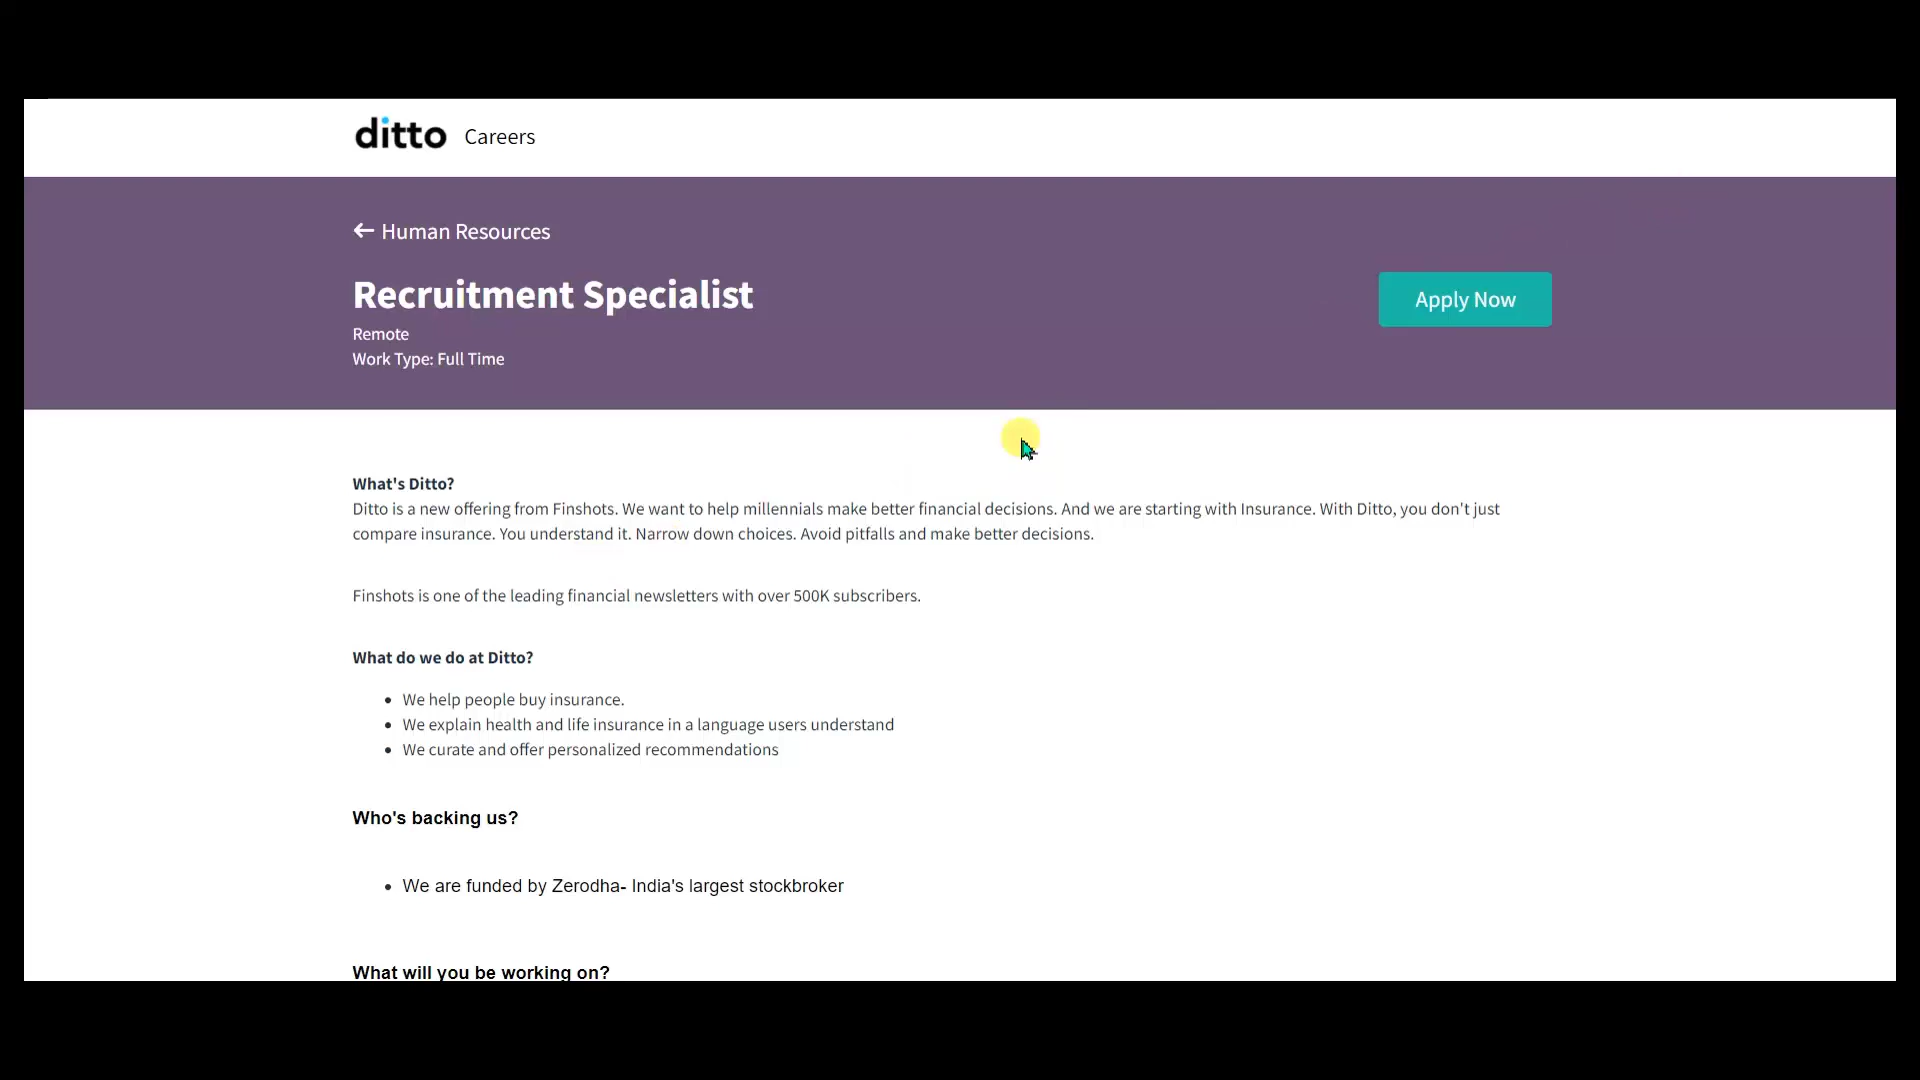 ditto Careers
← Human Resources
Recruitment Specialist
Remote
Work Type: Full Time
Apply Now
What's Ditto?
Ditto is a new offering from Finshots. We want to help millennials make better financial decisions. And we are starting with Insurance. With Ditto, you don't just
compare insurance. You understand it. Narrow down choices. Avoid pitfalls and make better decisions.
Finshots is one of the leading financial newsletters with over 500K subscribers.
What do we do at Ditto?
• We help people buy insurance.
• We explain health and life insurance in a language users understand
• We curate and offer personalized recommendations
Who's backing us?
• We are funded by Zerodha- India's largest stockbroker
What will you be working on?